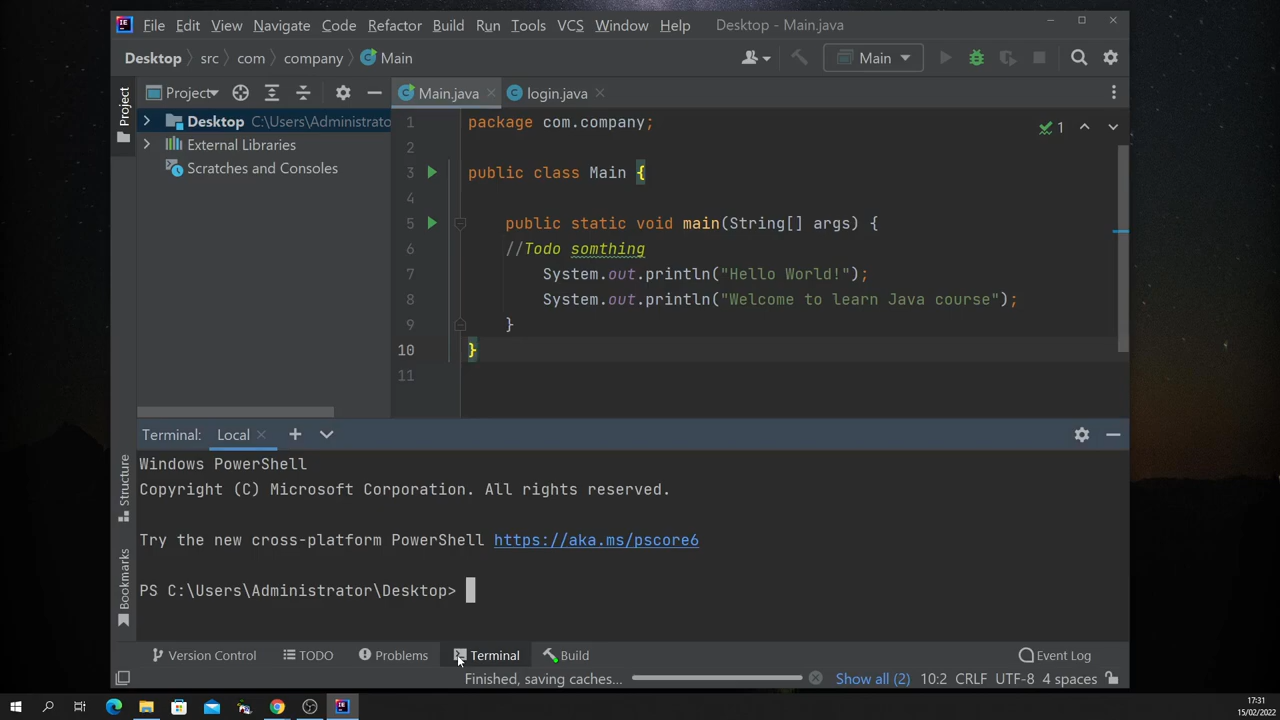 File Edit View Navigate Code Refactor Build Run Tools VCS Window Help Desktop - Main.java
Desktop src com company Main Main
Project Main.java login.java
Project
Desktop C:\Users\Administrato
External Libraries
Scratches and Consoles
1 package com.company;
1
2
3 public class Main {
4
5 public static void main(String[] args) {
6 //Todo somthing
7 System.out.println("Hello World!");
8 System.out.println("Welcome to learn Java course");
9 }
10 }
11
Terminal: Local
Windows PowerShell
Copyright (C) Microsoft Corporation. All rights reserved.
Try the new cross-platform PowerShell https://aka.ms/pscore6
PS C:\Users\Administrator\Desktop>
Structure
Bookmarks
Version Control TODO Problems Terminal Build Event Log
Finished, saving caches... Show all (2) 10:2 CRLF UTF-8 4 spaces
17:31
15/02/2022